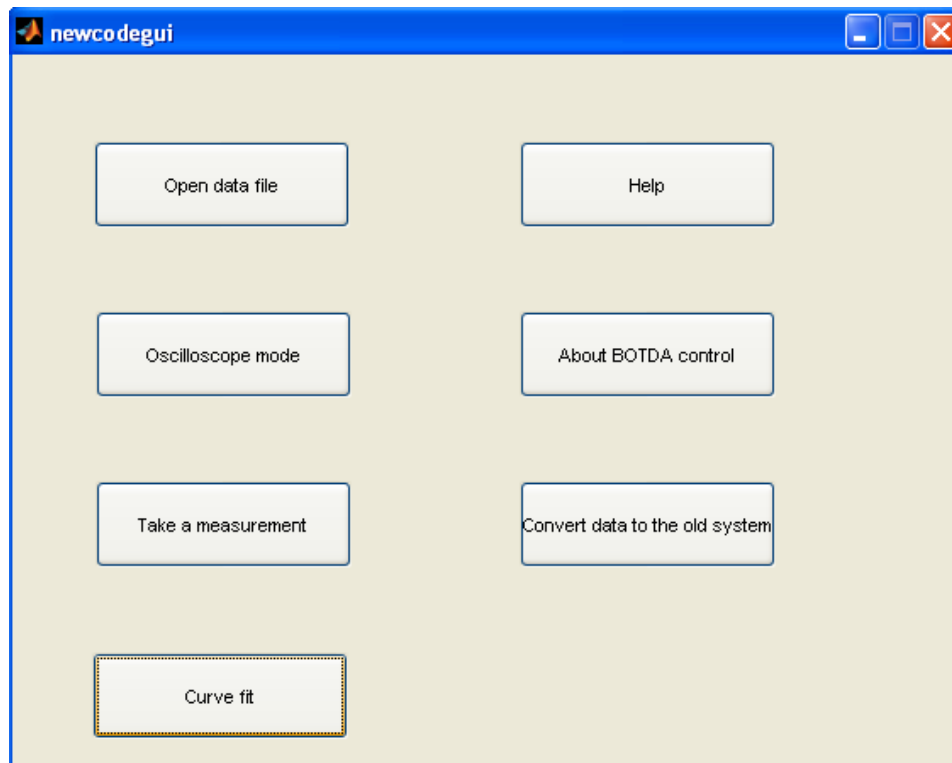 newcodegui
Open data file
Help
Oscilloscope mode
About BOTDA control
Take a measurement
Convert data to the old system
Curve fit